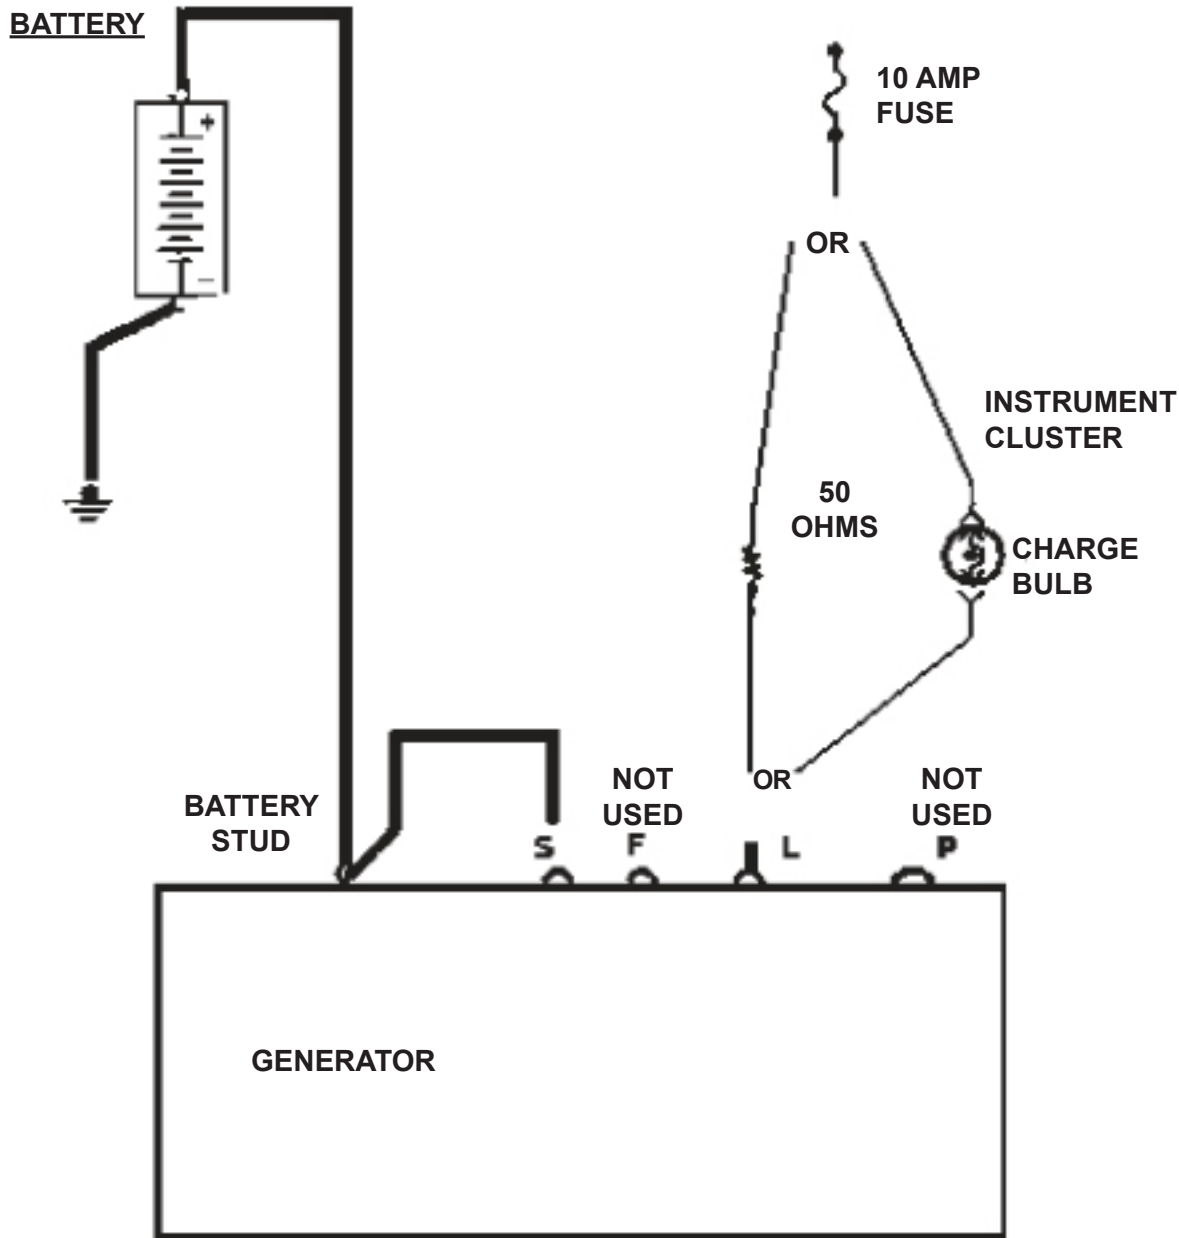 BATTERY
+
–
10 AMP
FUSE
OR
INSTRUMENT
CLUSTER
50
OHMS
CHARGE
BULB
OR
NOT
USED
NOT
USED
BATTERY
STUD
S
F
L
P
GENERATOR